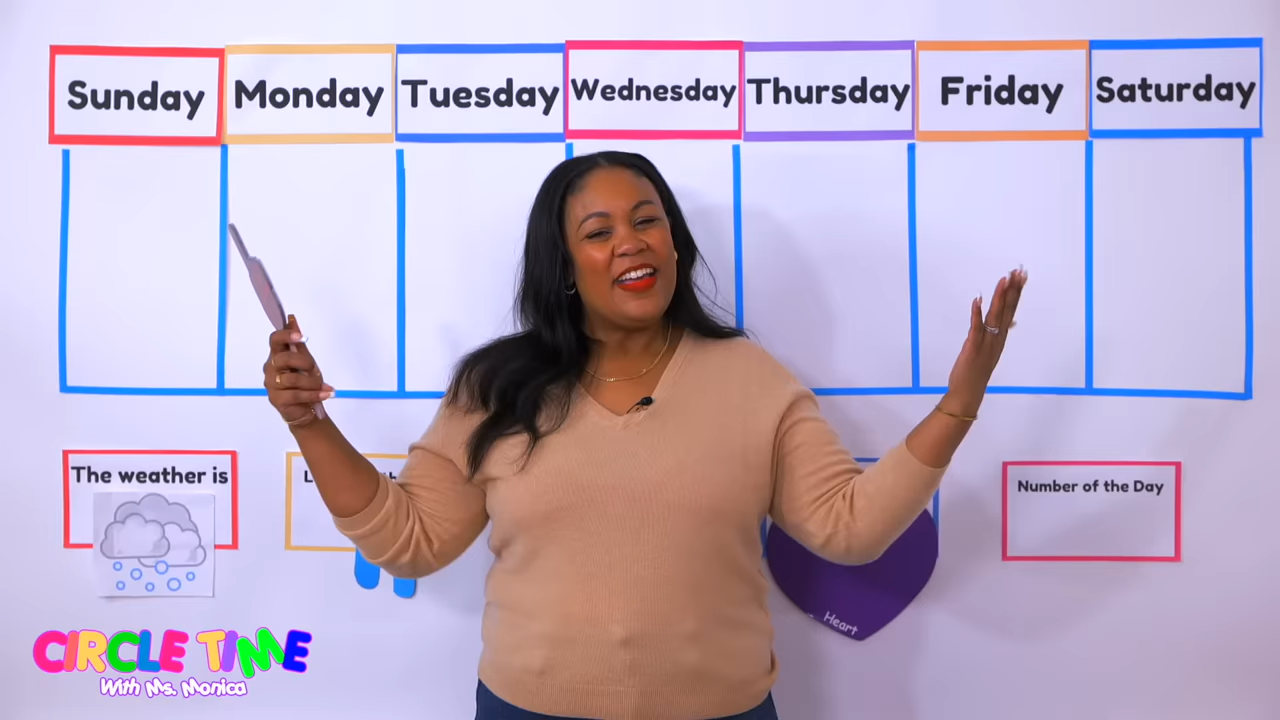 Sunday Monday Tuesday Wednesday Thursday Friday Saturday
The weather is
Number of the Day
Heart
CIRCLE TIME
With Ms. Monica